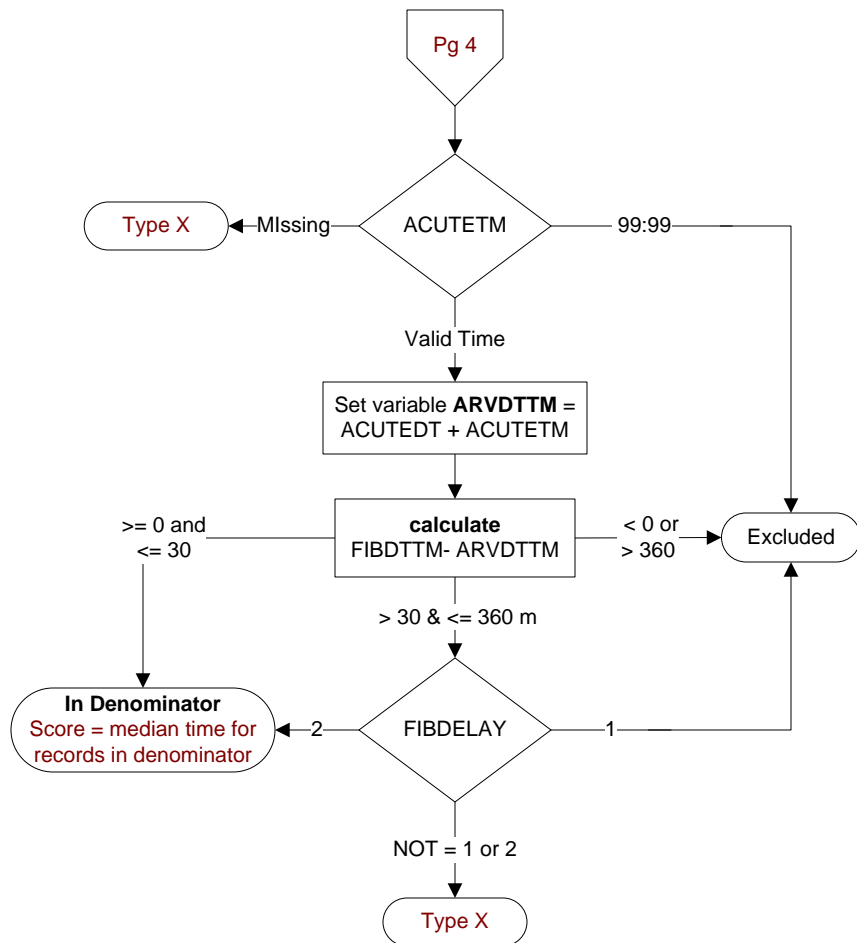 Pg 4
ACUTETM
Type X
MIssing
99:99
Valid Time
Set variable ARVDTTM =
ACUTEDT + ACUTETM
>= 0 and
<= 30
calculate
FIBDTTM- ARVDTTM
< 0 or
> 360
Excluded
> 30 & <= 360 m
In Denominator
Score = median time for
records in denominator
2
FIBDELAY
1
NOT = 1 or 2
Type X